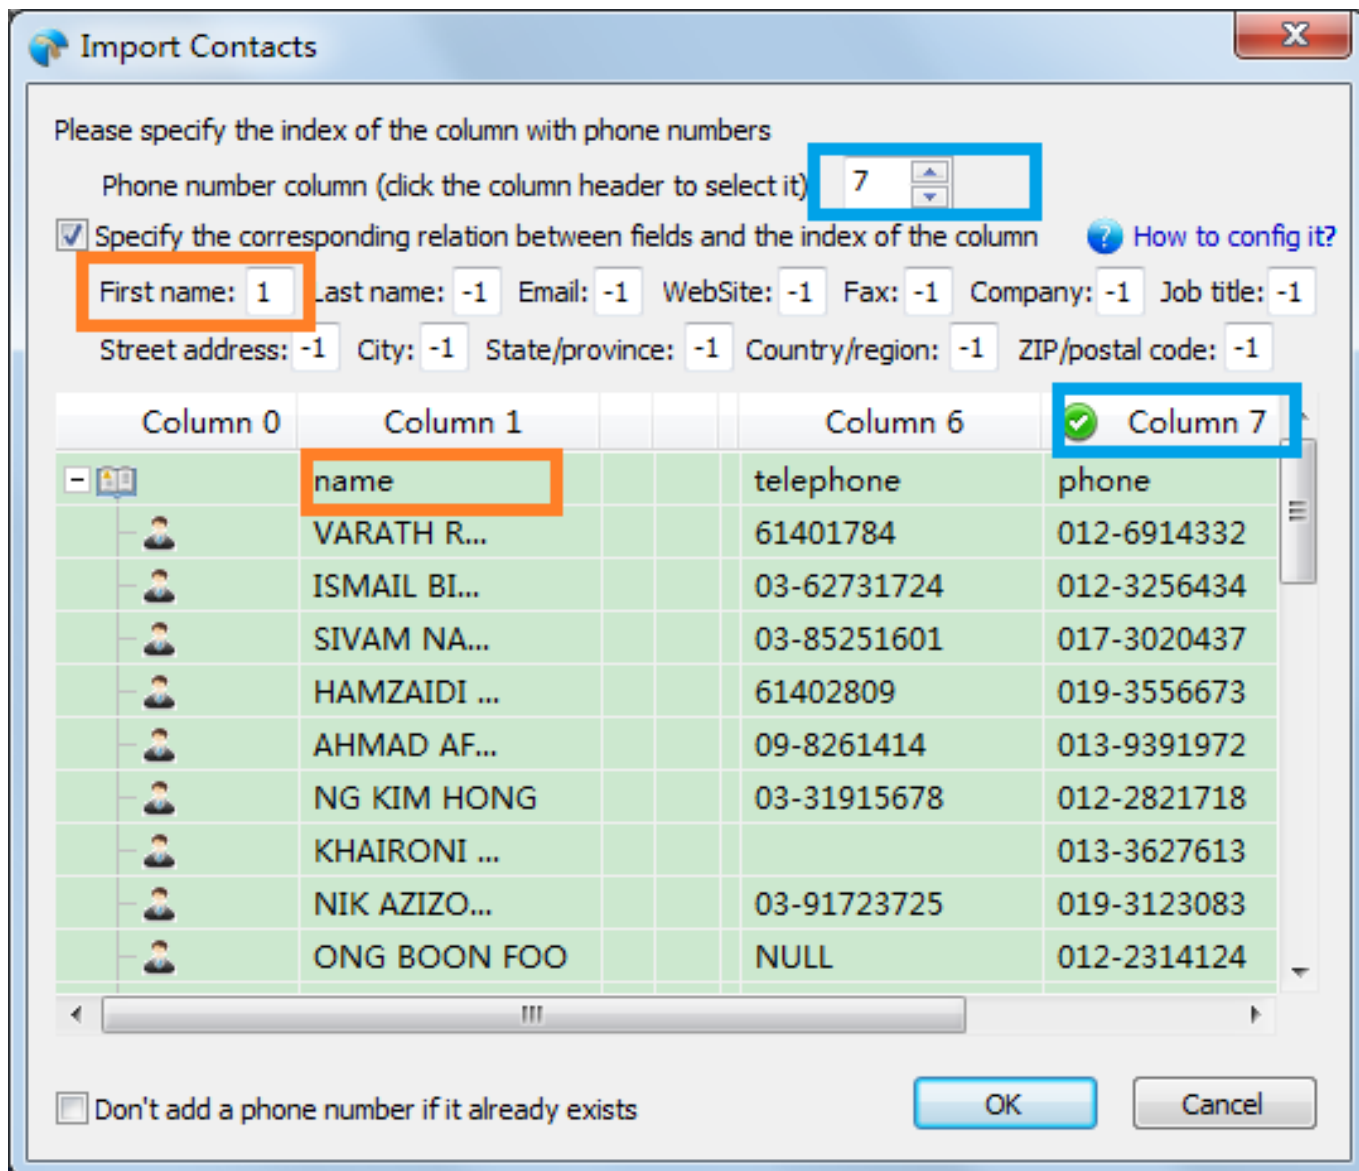 Import Contacts
Please specify the index of the column with phone numbers
Phone number column (click the column header to select it) 7
Specify the corresponding relation between fields and the index of the column How to config it?
First name: 1 Last name: -1 Email: -1 WebSite: -1 Fax: -1 Company: -1 Job title: -1
Street address: -1 City: -1 State/province: -1 Country/region: -1 ZIP/postal code: -1
Column 0 Column 1 Column 6 Column 7
name telephone phone
VARATH R... 61401784 012-6914332
ISMAIL BI... 03-62731724 012-3256434
SIVAM NA... 03-85251601 017-3020437
HAMZAIDI ... 61402809 019-3556673
AHMAD AF... 09-8261414 013-9391972
NG KIM HONG 03-31915678 012-2821718
KHAIRONI ... 013-3627613
NIK AZIZO... 03-91723725 019-3123083
ONG BOON FOO NULL 012-2314124
Don't add a phone number if it already exists OK Cancel